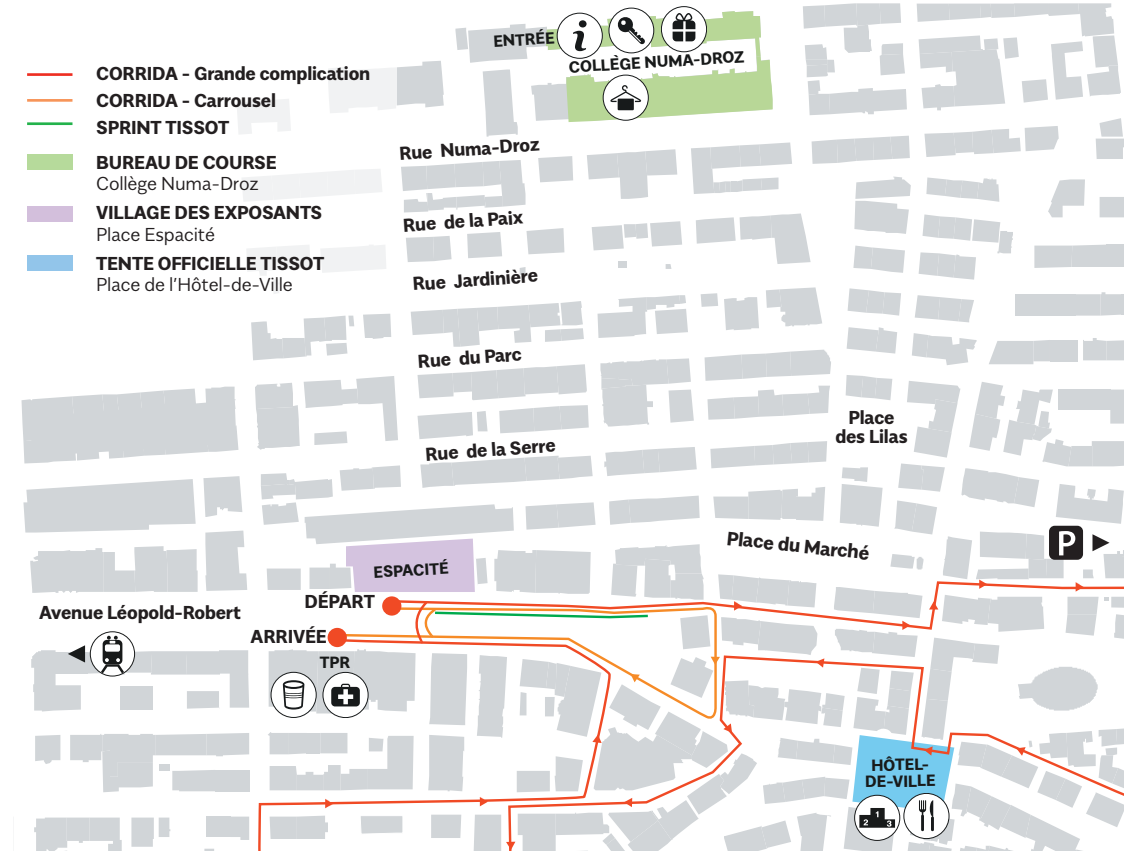 ENTRÉE
COLLÈGE NUMA-DROZ
CORRIDA - Grande complication
CORRIDA - Carrousel
SPRINT TISSOT
BUREAU DE COURSE
Collège Numa-Droz
VILLAGE DES EXPOSANTS
Place Espacité
TENTE OFFICIELLE TISSOT
Place de l'Hôtel-de-Ville
Rue Numa-Droz
Rue de la Paix
Rue Jardinière
Rue du Parc
Place
des Lilas
Rue de la Serre
Place du Marché
P
ESPACITÉ
DÉPART
Avenue Léopold-Robert
ARRIVÉE
TPR
HÔTEL-
DE-VILLE
2 1 3